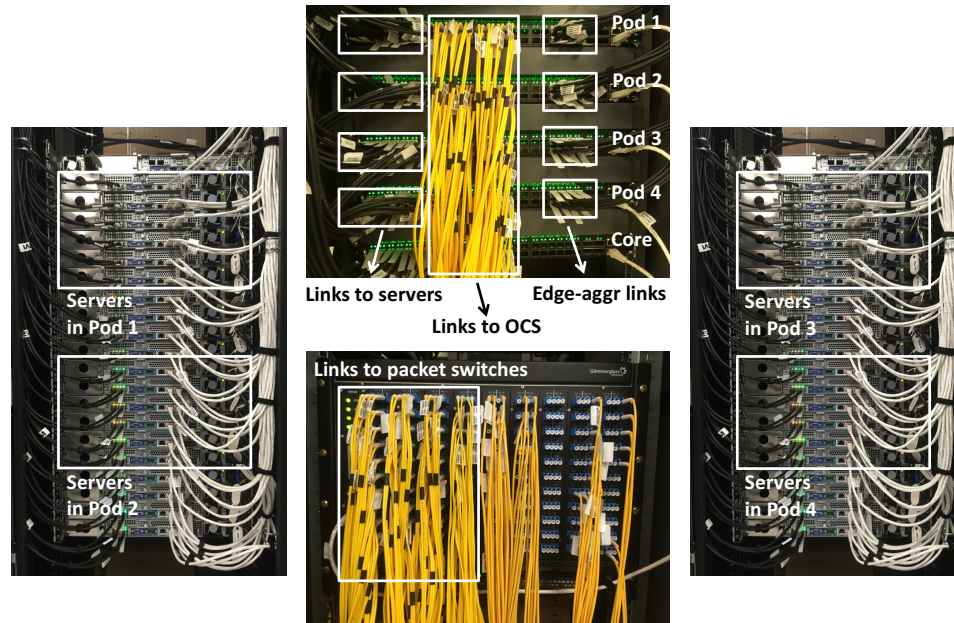 Pod 1
Pod 2
Pod 3
Pod 4
Core
Links to servers
Edge-aggr links
Links to OCS
Servers
in Pod 1
Servers
in Pod 2
Links to packet switches
Glimmerglass
Servers
in Pod 3
Servers
in Pod 4